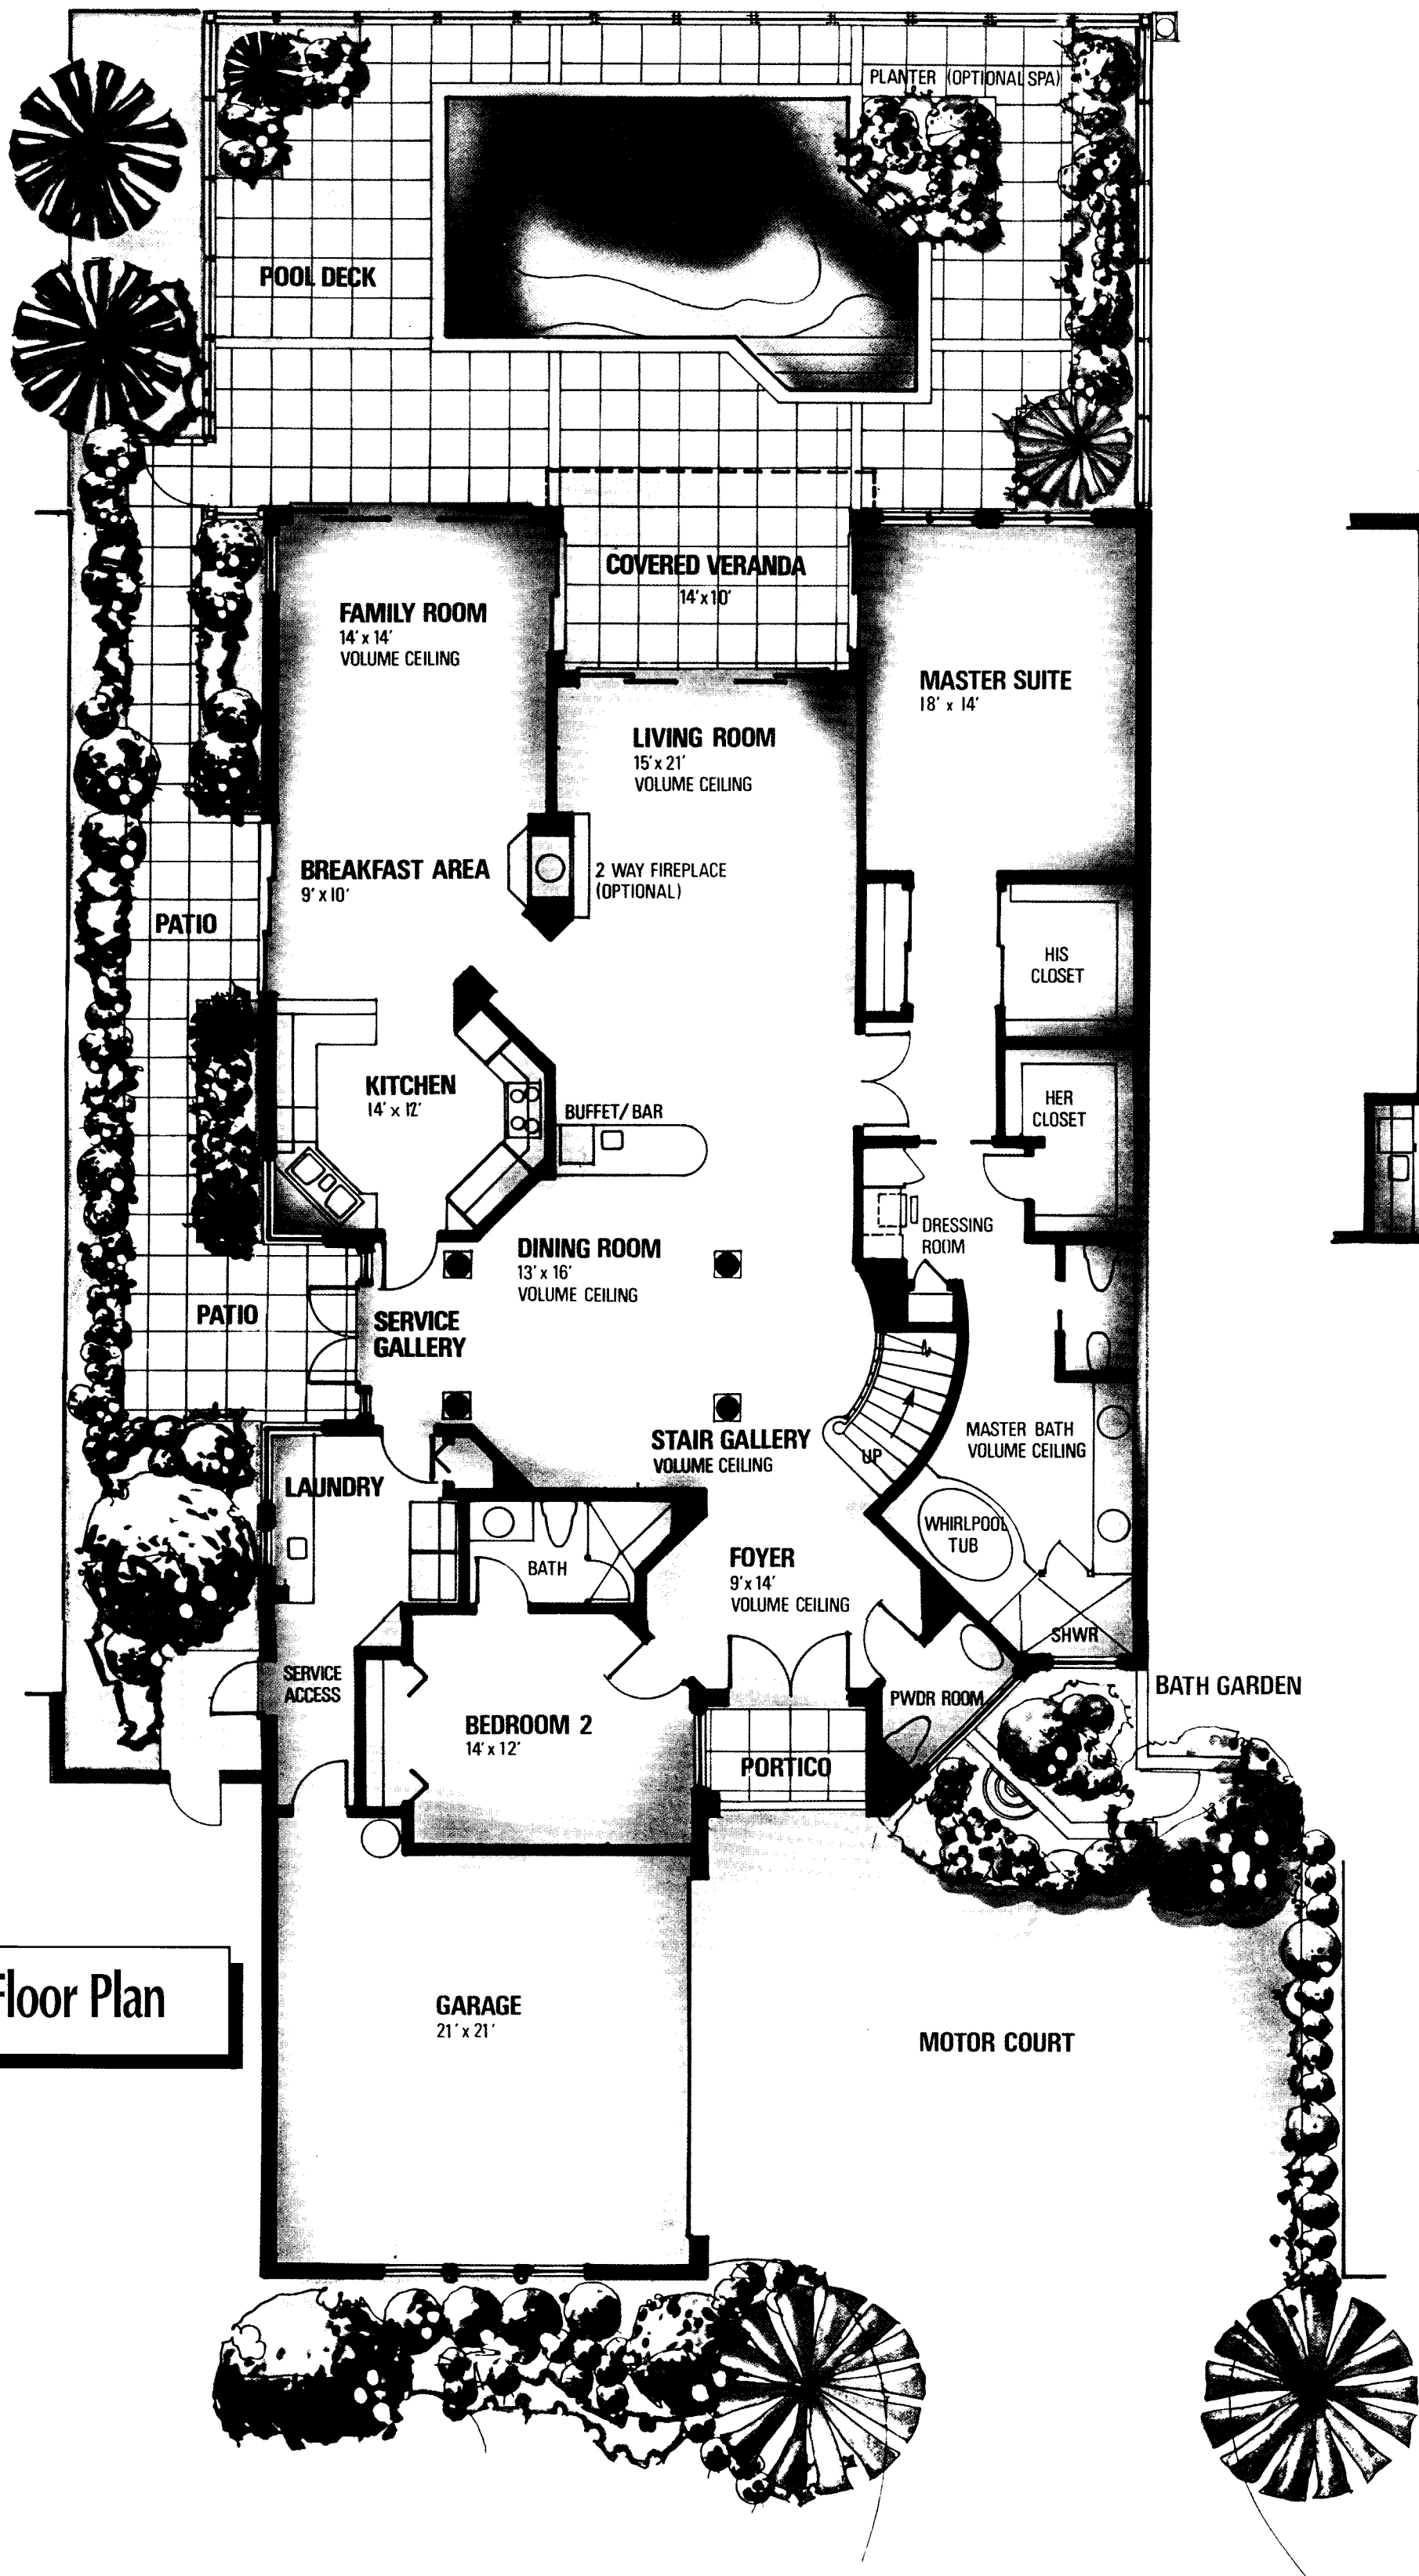 PLANTER (OPTIONAL SPA)
POOL DECK
COVERED VERANDA
14' x 10'
FAMILY ROOM
14' x 14'
VOLUME CEILING
MASTER SUITE
18' x 14'
LIVING ROOM
15' x 21'
VOLUME CEILING
BREAKFAST AREA
9' x 10'
2 WAY FIREPLACE
(OPTIONAL)
PATIO
HIS
CLOSET
KITCHEN
14' x 12'
BUFFET/BAR
HER
CLOSET
DRESSING
ROOM
DINING ROOM
13' x 16'
VOLUME CEILING
PATIO
SERVICE
GALLERY
STAIR GALLERY
VOLUME CEILING
UP
MASTER BATH
VOLUME CEILING
LAUNDRY
WHIRLPOOL
TUB
BATH
FOYER
9' x 14'
VOLUME CEILING
SHWR
SERVICE
ACCESS
PWDR ROOM
BATH GARDEN
BEDROOM 2
14' x 12'
PORTICO
Floor Plan
GARAGE
21' x 21'
MOTOR COURT